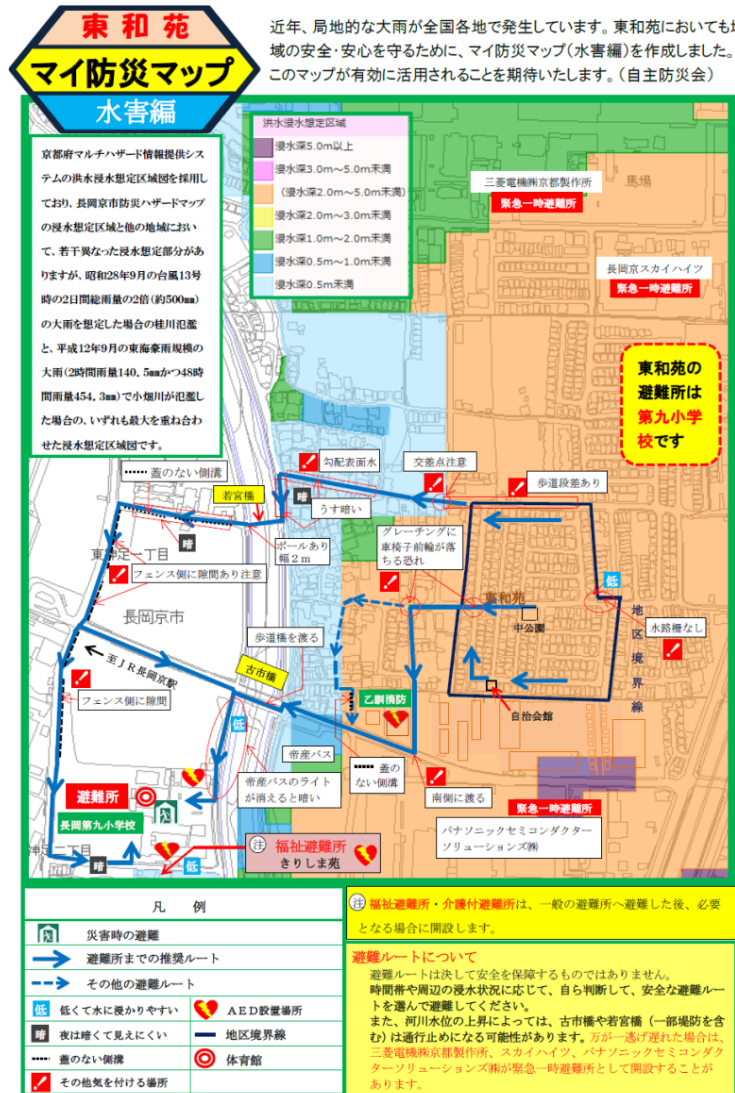 東和苑
マイ防災マップ
水害編
近年、局地的な大雨が全国各地で発生しています。東和苑においても地
域の安全・安心を守るために、マイ防災マップ(水害編)を作成しました。
このマップが有効に活用されることを期待いたします。(自主防災会)
京都府マルチハザード情報提供シス
テムの洪水浸水想定区域図を採用し
ており、長岡京市防災ハザードマップ
の浸水想定区域と他の地域におい
て、若干異なった浸水想定部分があ
りますが、昭和28年9月の台風13号
時の2日間総雨量の2倍(約500㎜)
の大雨を想定した場合の桂川氾濫
と、平成12年9月の東海豪雨規模の
大雨(2時間雨量140.5㎜かつ48時
間雨量454.3㎜)で小畑川が氾濫し
た場合の、いずれも最大を重ね合わ
せた浸水想定区域図です。
洪水浸水想定区域
浸水深5.0m以上
浸水深3.0m~5.0m未満
(浸水深2.0m~5.0m未満)
浸水深2.0m~3.0m未満
浸水深1.0m~2.0m未満
浸水深0.5m~1.0m未満
浸水深0.5m未満
三菱電機㈱京都製作所
緊急一時避難所
馬場
長岡京スカイハイツ
緊急一時避難所
東和苑の
避難所は
第九小学
校です
蓋のない側溝
若宮橋
勾配表面水
交差点注意
歩道段差あり
暗
うす暗い
ポールあり
幅2m
グレーチングに
車椅子前輪が落
ちる恐れ
暗
東神足一丁目
フェンス側に隙間あり注意
長岡京市
東和苑
中公園
低
地区境界線
水路柵なし
歩道橋を渡る
至JR長岡京駅
古市橋
フェンス側に隙間
乙訓消防
自治会館
低
帝産バス
帝産バスのライト
が消えると暗い
蓋の
ない側溝
南側に渡る
緊急一時避難所
パナソニックセミコンダクター
ソリューションズ㈱
避難所
長岡第九小学校
神足二丁目
暗
低
注 福祉避難所
きりしま苑
凡 例
災害時の避難
避難所までの推奨ルート
その他の避難ルート
低 低くて水に浸かりやすい
AED設置場所
暗 夜は暗くて見えにくい
地区境界線
蓋のない側溝
体育館
その他気を付ける場所
注 福祉避難所・介護付避難所は、一般の避難所へ避難した後、必要
となる場合に開設します。
避難ルートについて
避難ルートは決して安全を保障するものではありません。
時間帯や周辺の浸水状況に応じて、自ら判断して、安全な避難ルー
トを選んで避難してください。
また、河川水位の上昇によっては、古市橋や若宮橋(一部堤防を含
む)は通行止めになる可能性があります。万が一逃げ遅れた場合は、
三菱電機㈱京都製作所、スカイハイツ、パナソニックセミコンダク
ターソリューションズ㈱が緊急一時避難所として開設することが
あります。